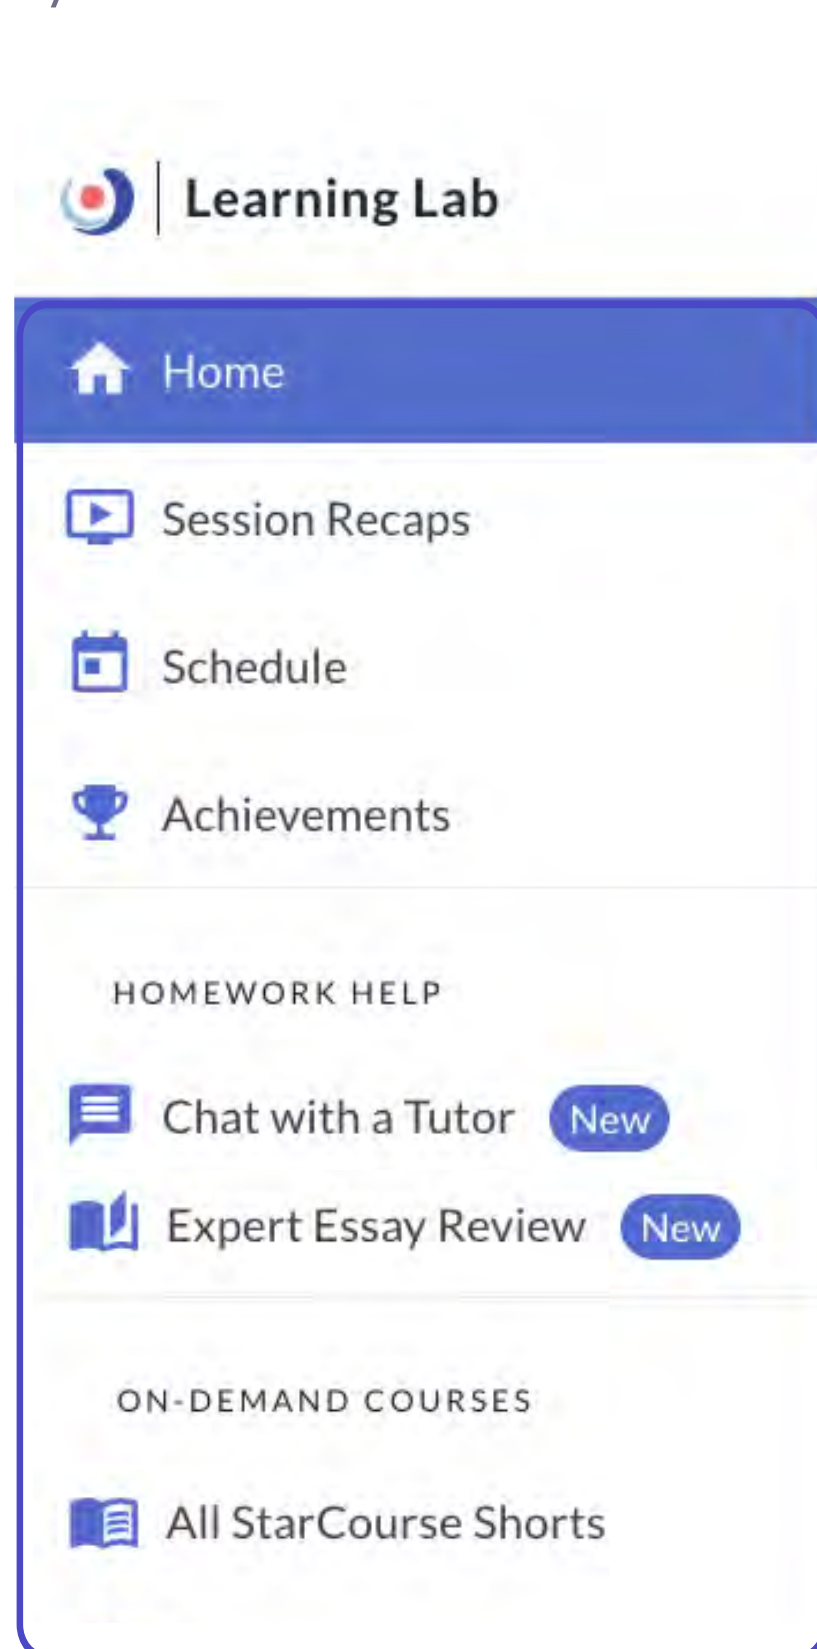 Learning Lab
Home
Session Recaps
Schedule
Achievements
HOMEWORK HELP
Chat with a Tutor New
Expert Essay Review New
ON-DEMAND COURSES
All StarCourse Shorts